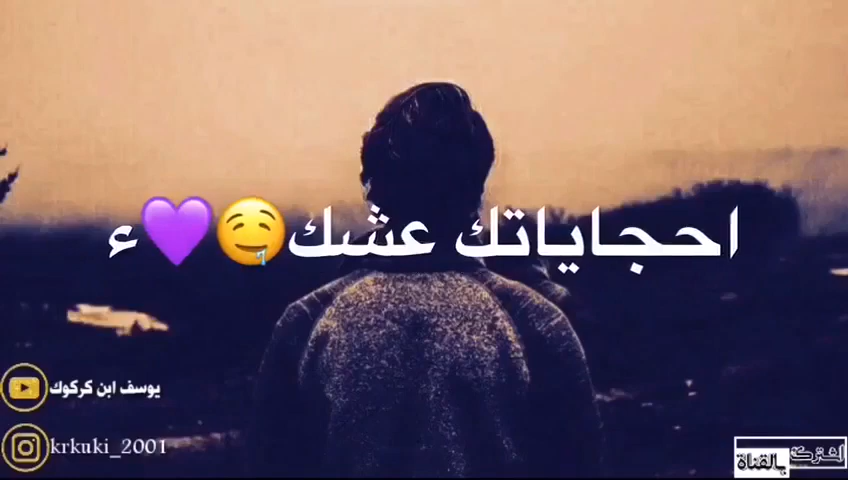 احجاياتك عشك🤤💜ء
يوسف ابن كركوك
krkuki_2001
اشترك
بالقناة